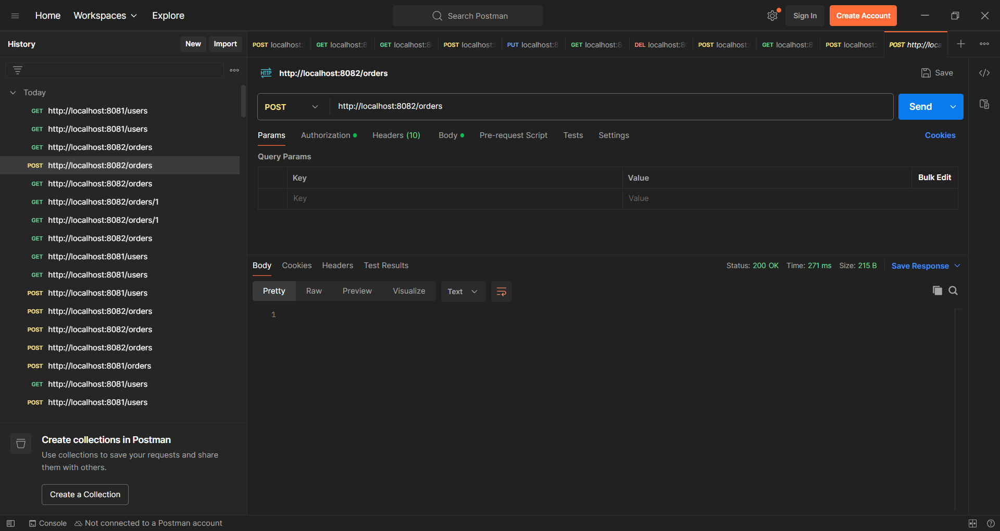 Home Workspaces Explore Search Postman Sign In Create Account
History New Import
POST localhost: GET localhost:8 GET localhost:8 POST localhost: PUT localhost:8 GET localhost:8 DEL localhost:8 POST localhost: GET localhost:8 POST localhost: POST http://loca
HTTP http://localhost:8082/orders Save
Today
GET http://localhost:8081/users
GET http://localhost:8081/users
GET http://localhost:8082/orders
POST http://localhost:8082/orders
GET http://localhost:8082/orders
GET http://localhost:8082/orders/1
GET http://localhost:8082/orders/1
GET http://localhost:8082/orders
GET http://localhost:8081/users
GET http://localhost:8081/users
POST http://localhost:8081/users
POST http://localhost:8082/orders
POST http://localhost:8082/orders
POST http://localhost:8082/orders
POST http://localhost:8081/orders
GET http://localhost:8081/users
POST http://localhost:8081/users
Create collections in Postman
Use collections to save your requests and share
them with others.
Create a Collection
POST http://localhost:8082/orders Send
Params Authorization Headers (10) Body Pre-request Script Tests Settings Cookies
Query Params
Key Value Bulk Edit
Key Value
Body Cookies Headers Test Results Status: 200 OK Time: 271 ms Size: 215 B Save Response
Pretty Raw Preview Visualize Text
1
Console Not connected to a Postman account